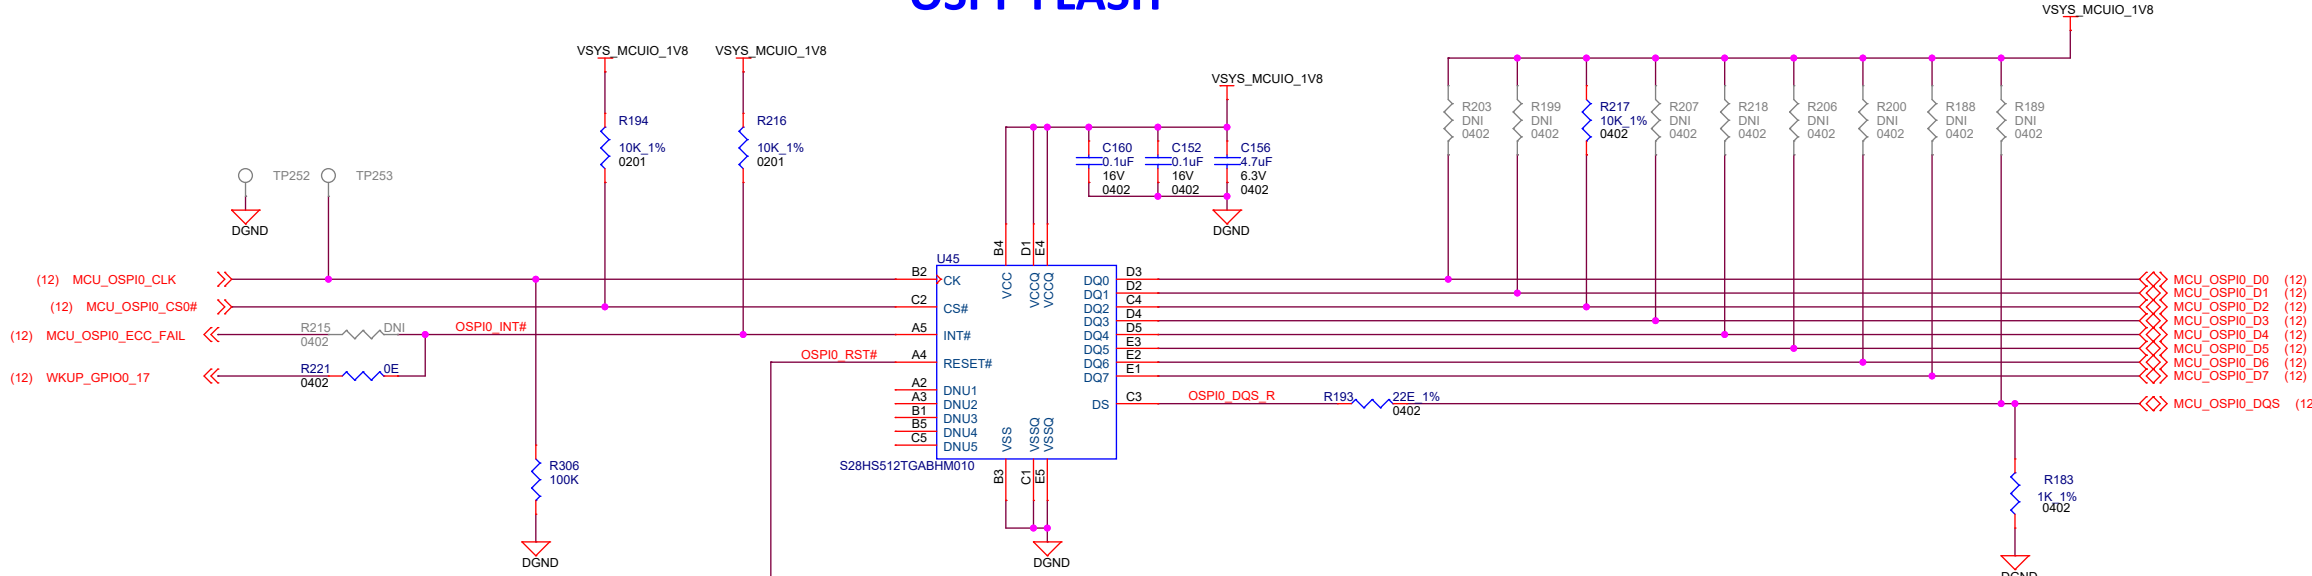 OSPI FLASH
VSYS_MCUIO_1V8
VSYS_MCUIO_1V8
VSYS_MCUIO_1V8
VSYS_MCUIO_1V8
R194
10K_1%
0201
R216
10K_1%
0201
TP252
TP253
DGND
C160
0.1uF
16V
0402
C152
0.1uF
16V
0402
C156
4.7uF
6.3V
0402
DGND
R203
DNI
0402
R199
DNI
0402
R217
10K_1%
0402
R207
DNI
0402
R218
DNI
0402
R206
DNI
0402
R200
DNI
0402
R188
DNI
0402
R189
DNI
0402
(12) MCU_OSPI0_CLK
(12) MCU_OSPI0_CS0#
(12) MCU_OSPI0_ECC_FAIL
(12) WKUP_GPIO0_17
R215
DNI
0402
R221
0E
0402
OSPI0_INT#
OSPI0_RST#
U45
B4
D1
E4
VCC
VCCQ
VCCQ
B2
CK
C2
CS#
A5
INT#
A4
RESET#
A2
DNU1
A3
DNU2
B1
DNU3
B5
DNU4
C5
DNU5
VSS
VSSQ
VSSQ
B3
C1
E5
S28HS512TGABHM010
DGND
DQ0
D3
DQ1
D2
DQ2
C4
DQ3
D4
DQ4
D5
DQ5
E3
DQ6
E2
DQ7
E1
DS
C3
OSPI0_DQS_R
R193
22E_1%
0402
MCU_OSPI0_D0 (12)
MCU_OSPI0_D1 (12)
MCU_OSPI0_D2 (12)
MCU_OSPI0_D3 (12)
MCU_OSPI0_D4 (12)
MCU_OSPI0_D5 (12)
MCU_OSPI0_D6 (12)
MCU_OSPI0_D7 (12)
MCU_OSPI0_DQS (12
R306
100K
DGND
R183
1K_1%
0402
DGND